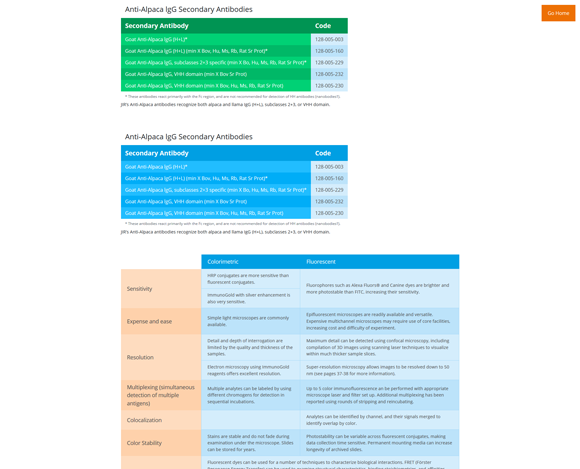 Go Home
Anti-Alpaca IgG Secondary Antibodies
Secondary Antibody Code
Goat Anti-Alpaca IgG (H+L)* 128-005-003
Goat Anti-Alpaca IgG (H+L) (min X Bov, Hu, Ms, Rb, Rat Sr Prot)* 128-005-160
Goat Anti-Alpaca IgG, subclasses 2+3 specific (min X Bo, Hu, Ms, Rb, Rat Sr Prot)* 128-005-229
Goat Anti-Alpaca IgG, VHH domain (min X Bov Sr Prot) 128-005-232
Goat Anti-Alpaca IgG, VHH domain (min X Bov, Hu, Ms, Rb, Rat Sr Prot) 128-005-230
* These antibodies react primarily with the Fc region, and are not recommended for detection of HH antibodies (nanobodies!).
JIR's Anti-Alpaca antibodies recognize both alpaca and llama IgG (H+L), subclasses 2+3, or VHH domain.
Anti-Alpaca IgG Secondary Antibodies
Secondary Antibody Code
Goat Anti-Alpaca IgG (H+L)* 128-005-003
Goat Anti-Alpaca IgG (H+L) (min X Bov, Hu, Ms, Rb, Rat Sr Prot)* 128-005-160
Goat Anti-Alpaca IgG, subclasses 2+3 specific (min X Bo, Hu, Ms, Rb, Rat Sr Prot)* 128-005-229
Goat Anti-Alpaca IgG, VHH domain (min X Bov Sr Prot) 128-005-232
Goat Anti-Alpaca IgG, VHH domain (min X Bov, Hu, Ms, Rb, Rat Sr Prot) 128-005-230
* These antibodies react primarily with the Fc region, and are not recommended for detection of HH antibodies (nanobodies!).
JIR's Anti-Alpaca antibodies recognize both alpaca and llama IgG (H+L), subclasses 2+3, or VHH domain.
Colorimetric Fluorescent
Sensitivity
HRP conjugates are more sensitive than
fluorescent conjugates.
ImmunoGold with silver enhancement is
also very sensitive.
Fluorophores such as Alexa Fluor® and Cyanine dyes are brighter and
more photostable than FITC, increasing their sensitivity.
Expense and ease
Simple light microscopes are commonly
available.
Epifluorescent microscopes are readily available and versatile.
Expensive multichannel microscopes may require use of core facilities,
increasing cost and difficulty of experiment.
Resolution
Detail and depth of interrogation are
limited by the quality and thickness of the
samples.
Maximum detail can be detected using confocal microscopy, including
compilation of 3D images using scanning laser techniques to visualize
within much thicker sample slices.
Electron microscopy using ImmunoGold
reagents offers excellent resolution.
Super-resolution microscopy allows images to be resolved down to 50
nm (see pages 37-38 for more information).
Multiplexing (simultaneous
detection of multiple
antigens)
Multiple analytes can be labeled by using
different chromogens for detection in
sequential incubations.
Up to 5 color immunofluorescence can be performed with appropriate
microscope laser and filter set up. Additional multiplexing has been
reported using rounds of stripping and reincubating.
Colocalization
Analytes can be identified by channel, and their signals merged to
identify overlap by color.
Color Stability
Stains are stable and do not fade during
examination under the microscope. Slides
can be stored for years.
Photostability can be variable across fluorescent conjugates, making
data collection time sensitive. Permanent mounting media can increase
longevity of archived slides.
Fluorescent dyes can be used for a number of techniques to characterize biological interactions. FRET (Förster